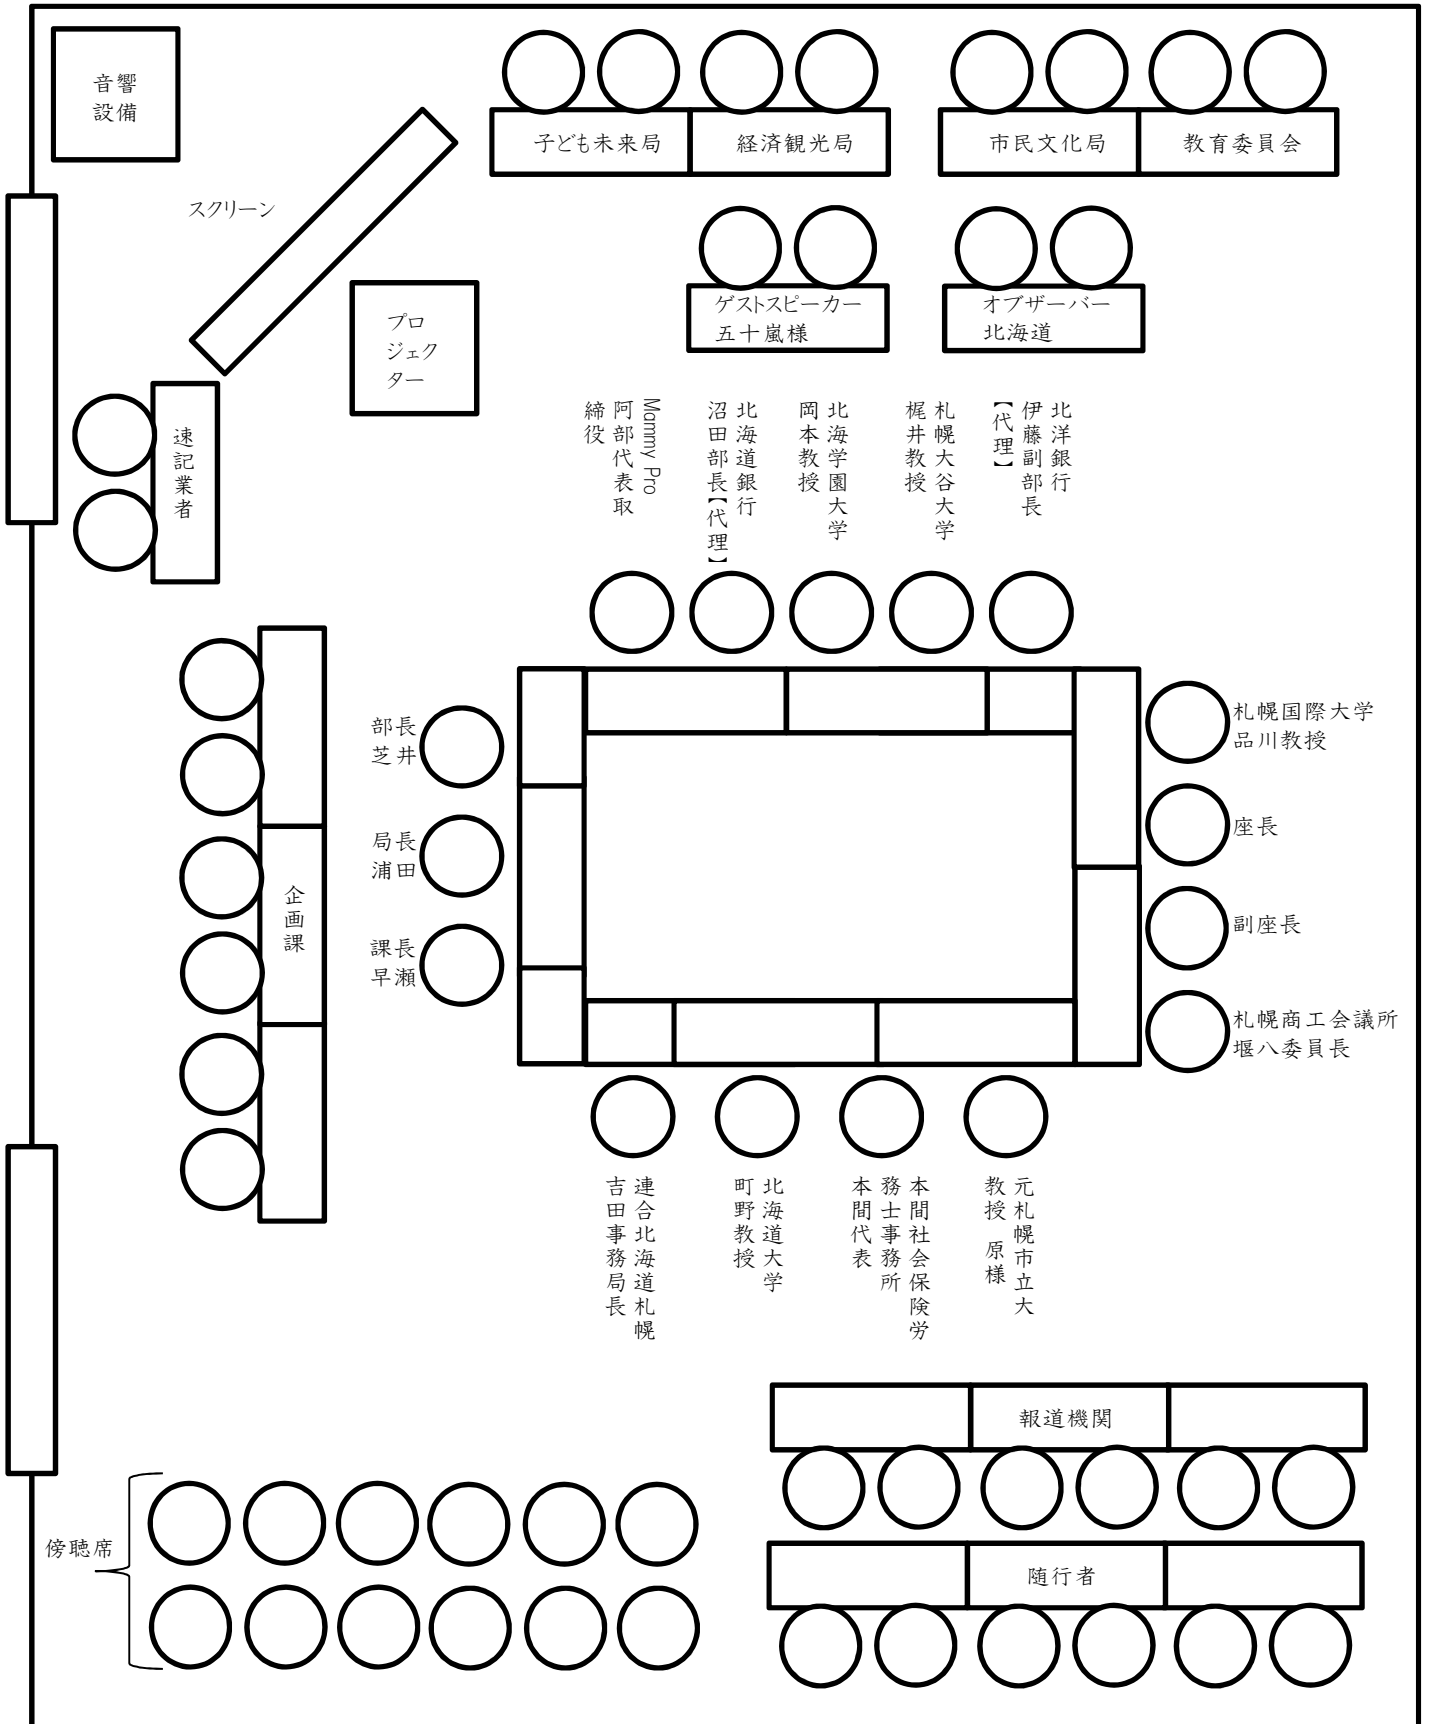 音響
設備
スクリーン
プロ
ジェク
ター
子ども未来局
経済観光局
市民文化局
教育委員会
ゲストスピーカー
五十嵐様
オブザーバー
北海道
速記業者
Mammy Pro
阿部代表取
締役
北海道銀行
沼田部長【代理】
北海学園大学
岡本教授
札幌大谷大学
梶井教授
北洋銀行
伊藤副部長
【代理】
部長
芝井
局長
浦田
課長
早瀬
企画課
札幌国際大学
品川教授
座長
副座長
札幌商工会議所
堰八委員長
連合北海道札幌
吉田事務局長
北海道大学
町野教授
本間社会保険労
務士事務所
本間代表
元札幌市立大
教授 原様
報道機関
随行者
傍聴席